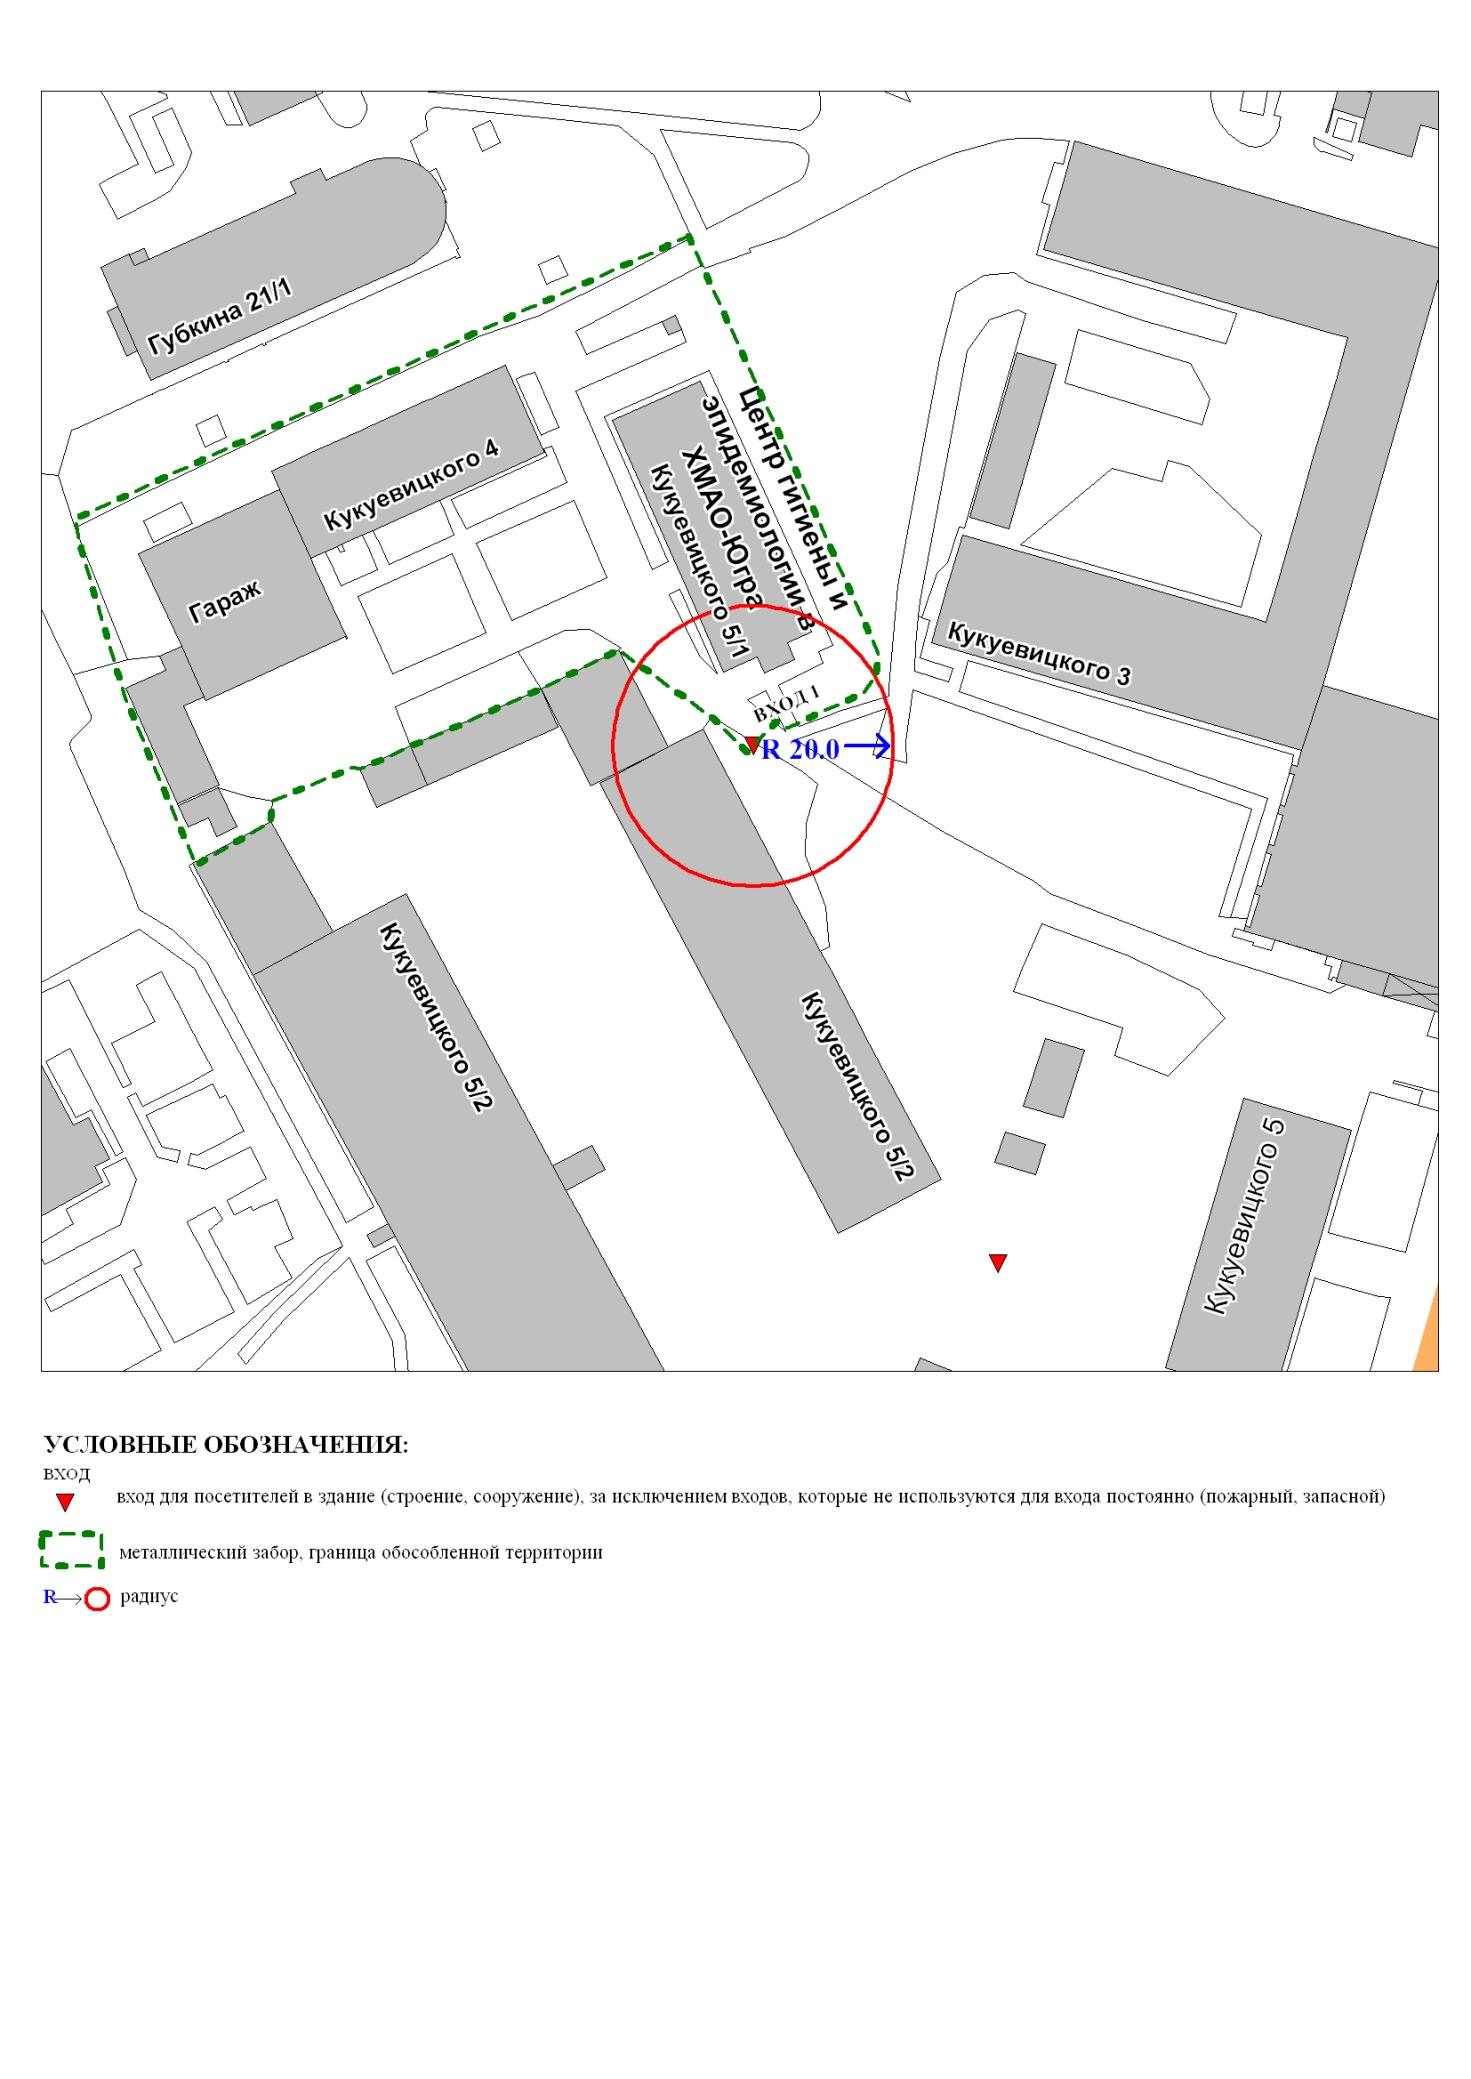 Губкина 21/1
Кукуевицкого 4
Гараж
Центр гигиены и
эпидемиологии в
ХМАО-Югра
Кукуевицкого 5/1
Кукуевицкого 3
ВХОД 1
R 20.0
Кукуевицкого 5/2
Кукуевицкого 5/2
Кукуевицкого 5
УСЛОВНЫЕ ОБОЗНАЧЕНИЯ:
ВХОД
вход для посетителей в здание (строение, сооружение), за исключением входов, которые не используются для входа постоянно (пожарный, запасной)
металлический забор, граница обособленной территории
R
радиус